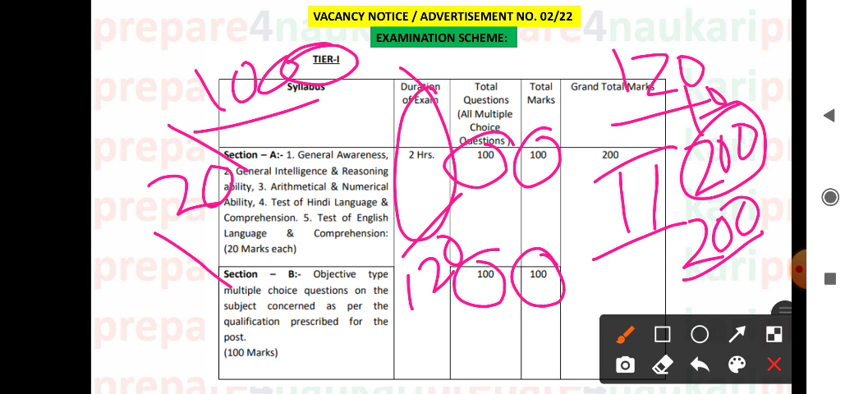 VACANCY NOTICE / ADVERTISEMENT NO. 02/22
EXAMINATION SCHEME:
TIER-I
Syllabus
Duration
of Exam
Total
Questions
(All Multiple
Choice
Questions)
Total
Marks
Grand Total Marks
Section – A:- 1. General Awareness,
2. General Intelligence & Reasoning
ability, 3. Arithmetical & Numerical
Ability, 4. Test of Hindi Language &
Comprehension. 5. Test of English
Language & Comprehension:
(20 Marks each)
2 Hrs.
100
100
200
Section – B:- Objective type
multiple choice questions on the
subject concerned as per the
qualification prescribed for the
post.
(100 Marks)
100
100
100
20
120
120
200
200
prepare4naukari